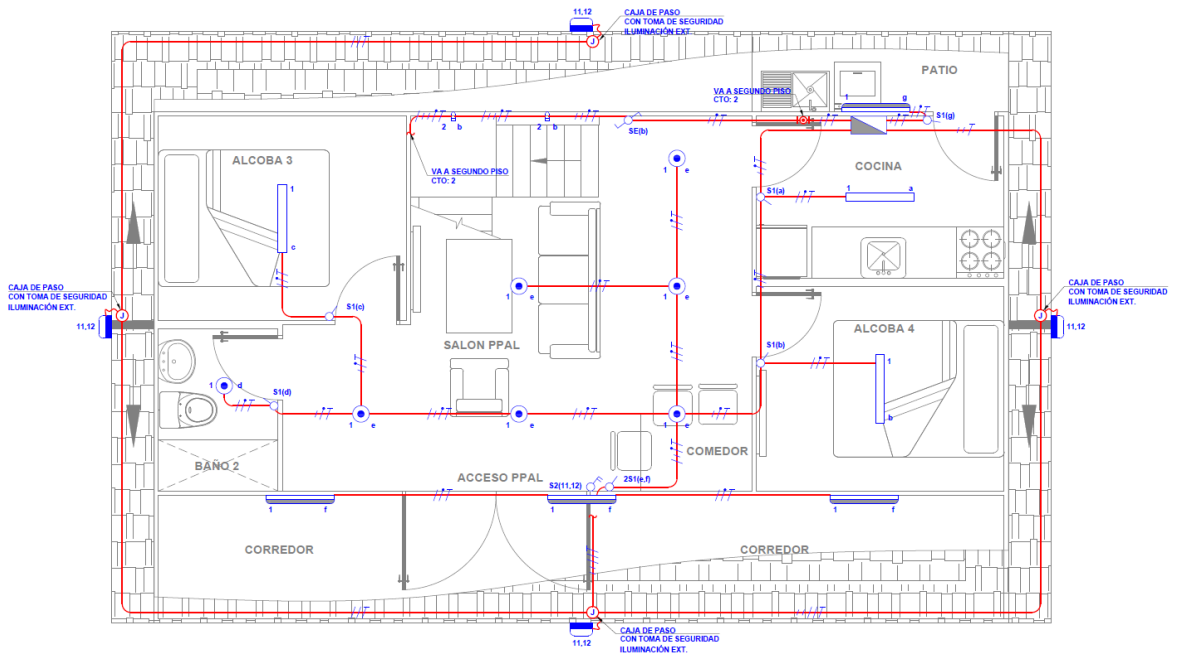 11,12
CAJA DE PASO
CON TOMA DE SEGURIDAD
ILUMINACIÓN EXT.
J
PATIO
VA A SEGUNDO PISO
CTO: 2
1
g
S1(g)
2 b
2 b
SE(b)
ALCOBA 3
VA A SEGUNDO PISO
CTO: 2
1 e
COCINA
1
c
S1(a)
1
a
CAJA DE PASO
CON TOMA DE SEGURIDAD
ILUMINACIÓN EXT.
J
11,12
S1(c)
1 e
1 e
CAJA DE PASO
CON TOMA DE SEGURIDAD
ILUMINACIÓN EXT.
J
11,12
SALON PPAL
ALCOBA 4
S1(b)
1
b
1 d
S1(d)
1 e
1 e
1 e
COMEDOR
BAÑO 2
ACCESO PPAL
S2(11,12)
2S1(e,f)
1 f
1 f
1 f
CORREDOR
CORREDOR
J
11,12
CAJA DE PASO
CON TOMA DE SEGURIDAD
ILUMINACIÓN EXT.